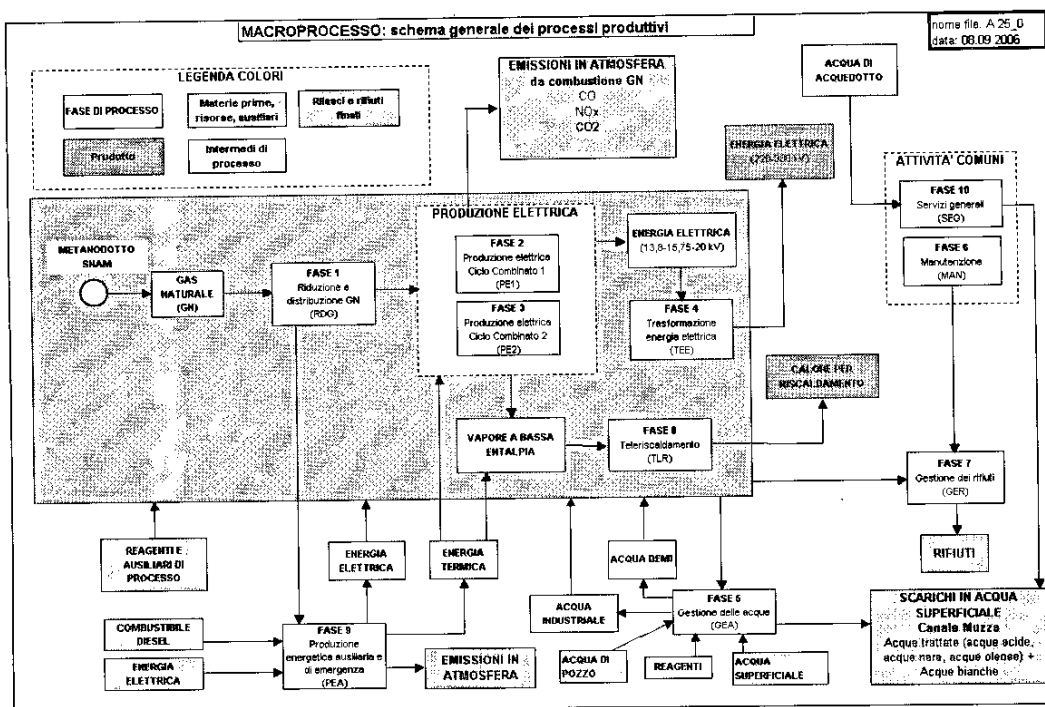 MACROPROCESSO: schema generale dei processi produttivi
nome file. A 25_B
data: 08.09 2006
LEGENDA COLORI
FASE DI PROCESSO
Materie prime,
risorse, ausiliari
Rilasci e rifiuti
finali
Prodotto
Intermedi di
processo
EMISSIONI IN ATMOSFERA
da combustione GN
CO
NOx
CO2
ACQUA DI
ACQUEDOTTO
ENERGIA ELETTRICA
ATTIVITA' COMUNI
FASE 10
Servizi generali
(SEG)
FASE 6
Manutenzione
(MAN)
METANODOTTO
SNAM
GAS
NATURALE
(GN)
FASE 1
Riduzione e
distribuzione GN
(RDG)
PRODUZIONE ELETTRICA
FASE 2
Produzione elettrica
Ciclo Combinato 1
(PE1)
FASE 3
Produzione elettrica
Ciclo Combinato 2
(PE2)
ENERGIA ELETTRICA
(13,8-15,75-20 kV)
FASE 4
Trasformazione
energia elettrica
(TEE)
CALORE PER
RISCALDAMENTO
VAPORE A BASSA
ENTALPIA
FASE 8
Teleriscaldamento
(TLR)
FASE 7
Gestione dei rifiuti
(GER)
RIFIUTI
REAGENTI E
AUSILIARI DI
PROCESSO
ENERGIA
ELETTRICA
ENERGIA
TERMICA
ACQUA DEMI
ACQUA
INDUSTRIALE
FASE 5
Gestione delle acque
(GEA)
SCARICHI IN ACQUA
SUPERFICIALE
Canale Muzza
Acque trattate (acque acide,
acque nere, acque oleose) +
Acque bianche
COMBUSTIBILE
DIESEL
ENERGIA
ELETTRICA
FASE 9
Produzione
energetica ausiliaria e
di emergenza
(PEA)
EMISSIONI IN
ATMOSFERA
ACQUA DI
POZZO
REAGENTI
ACQUA
SUPERFICIALE